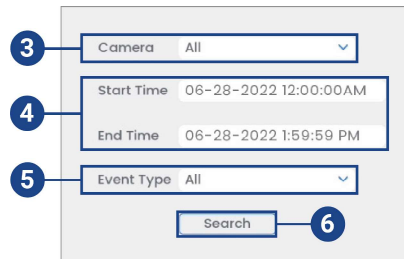 3 Camera All
Start Time 06-28-2022 12:00:00AM
4
End Time 06-28-2022 1:59:59 PM
5 Event Type All
Search 6